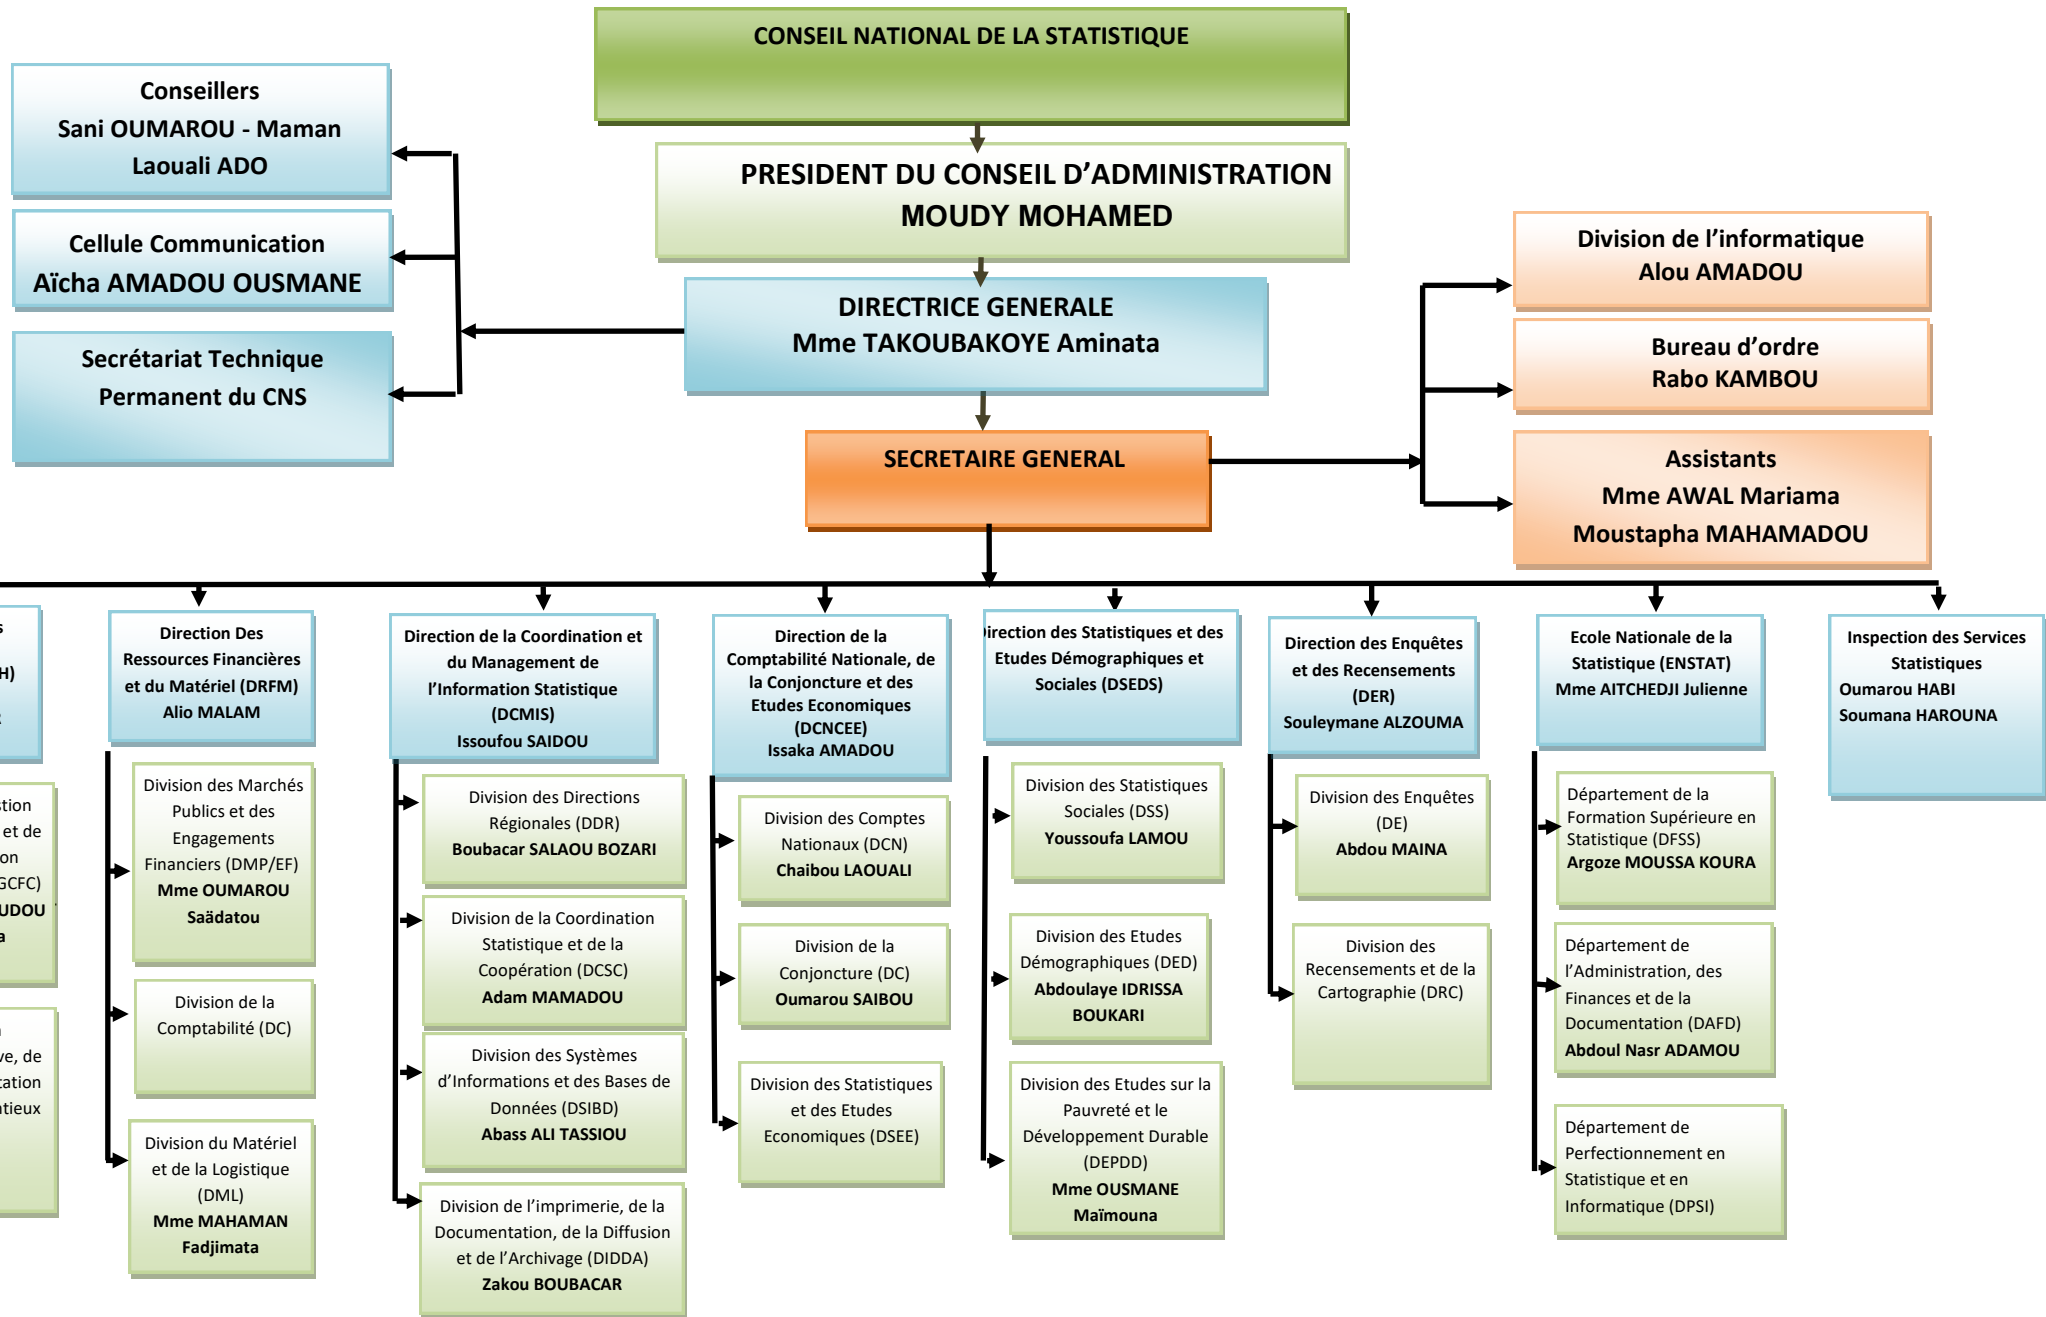 CONSEIL NATIONAL DE LA STATISTIQUE
PRESIDENT DU CONSEIL D’ADMINISTRATION
MOUDY MOHAMED
DIRECTRICE GENERALE
Mme TAKOUBAKOYE Aminata
SECRETAIRE GENERAL
Conseillers
Sani OUMAROU - Maman
Laouali ADO
Cellule Communication
Aïcha AMADOU OUSMANE
Secrétariat Technique
Permanent du CNS
Division de l’informatique
Alou AMADOU
Bureau d’ordre
Rabo KAMBOU
Assistants
Mme AWAL Mariama
Moustapha MAHAMADOU
s
H)
stion
et de
on
GCFC)
UDOU
a
ve, de
tation
ntieux
Direction Des
Ressources Financières
et du Matériel (DRFM)
Alio MALAM
Division des Marchés
Publics et des
Engagements
Financiers (DMP/EF)
Mme OUMAROU
Saädatou
Division de la
Comptabilité (DC)
Division du Matériel
et de la Logistique
(DML)
Mme MAHAMAN
Fadjimata
Direction de la Coordination et
du Management de
l’Information Statistique
(DCMIS)
Issoufou SAIDOU
Division des Directions
Régionales (DDR)
Boubacar SALAOU BOZARI
Division de la Coordination
Statistique et de la
Coopération (DCSC)
Adam MAMADOU
Division des Systèmes
d’Informations et des Bases de
Données (DSIBD)
Abass ALI TASSIOU
Division de l’imprimerie, de la
Documentation, de la Diffusion
et de l’Archivage (DIDDA)
Zakou BOUBACAR
Direction de la
Comptabilité Nationale, de
la Conjoncture et des
Etudes Economiques
(DCNCEE)
Issaka AMADOU
Division des Comptes
Nationaux (DCN)
Chaibou LAOUALI
Division de la
Conjoncture (DC)
Oumarou SAIBOU
Division des Statistiques
et des Etudes
Economiques (DSEE)
Direction des Statistiques et des
Etudes Démographiques et
Sociales (DSEDS)
Division des Statistiques
Sociales (DSS)
Youssoufa LAMOU
Division des Etudes
Démographiques (DED)
Abdoulaye IDRISSA
BOUKARI
Division des Etudes sur la
Pauvreté et le
Développement Durable
(DEPDD)
Mme OUSMANE
Maïmouna
Direction des Enquêtes
et des Recensements
(DER)
Souleymane ALZOUMA
Division des Enquêtes
(DE)
Abdou MAINA
Division des
Recensements et de la
Cartographie (DRC)
Ecole Nationale de la
Statistique (ENSTAT)
Mme AITCHEDJI Julienne
Département de la
Formation Supérieure en
Statistique (DFSS)
Argoze MOUSSA KOURA
Département de
l’Administration, des
Finances et de la
Documentation (DAFD)
Abdoul Nasr ADAMOU
Département de
Perfectionnement en
Statistique et en
Informatique (DPSI)
Inspection des Services
Statistiques
Oumarou HABI
Soumana HAROUNA